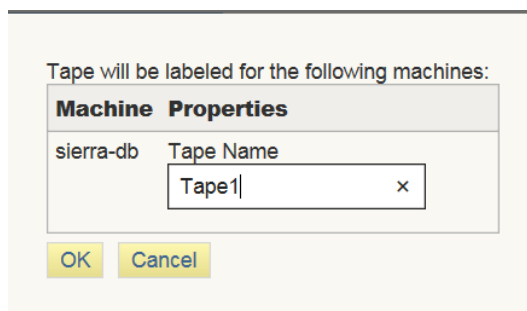 Tape will be labeled for the following machines:
Machine Properties
sierra-db Tape Name
Tape1 ×
OK Cancel